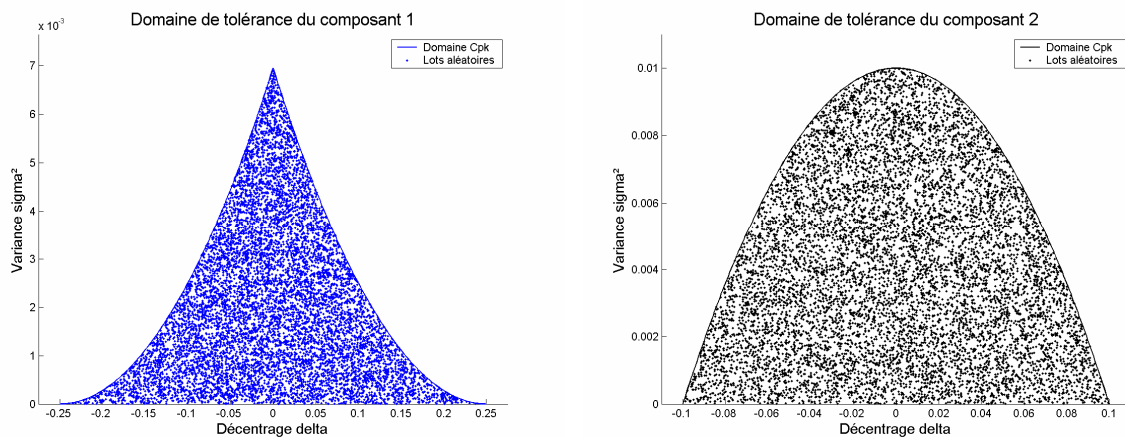 Domaine de tolérance du composant 1
x 10⁻³
Domaine Cpk
Lots aléatoires
7
6
5
4
3
2
1
0
Variance sigma²
-0.25 -0.2 -0.15 -0.1 -0.05 0 0.05 0.1 0.15 0.2 0.25
Décentrage delta
Domaine de tolérance du composant 2
Domaine Cpk
Lots aléatoires
0.01
0.008
0.006
0.004
0.002
0
Variance sigma²
-0.1 -0.08 -0.06 -0.04 -0.02 0 0.02 0.04 0.06 0.08 0.1
Décentrage delta